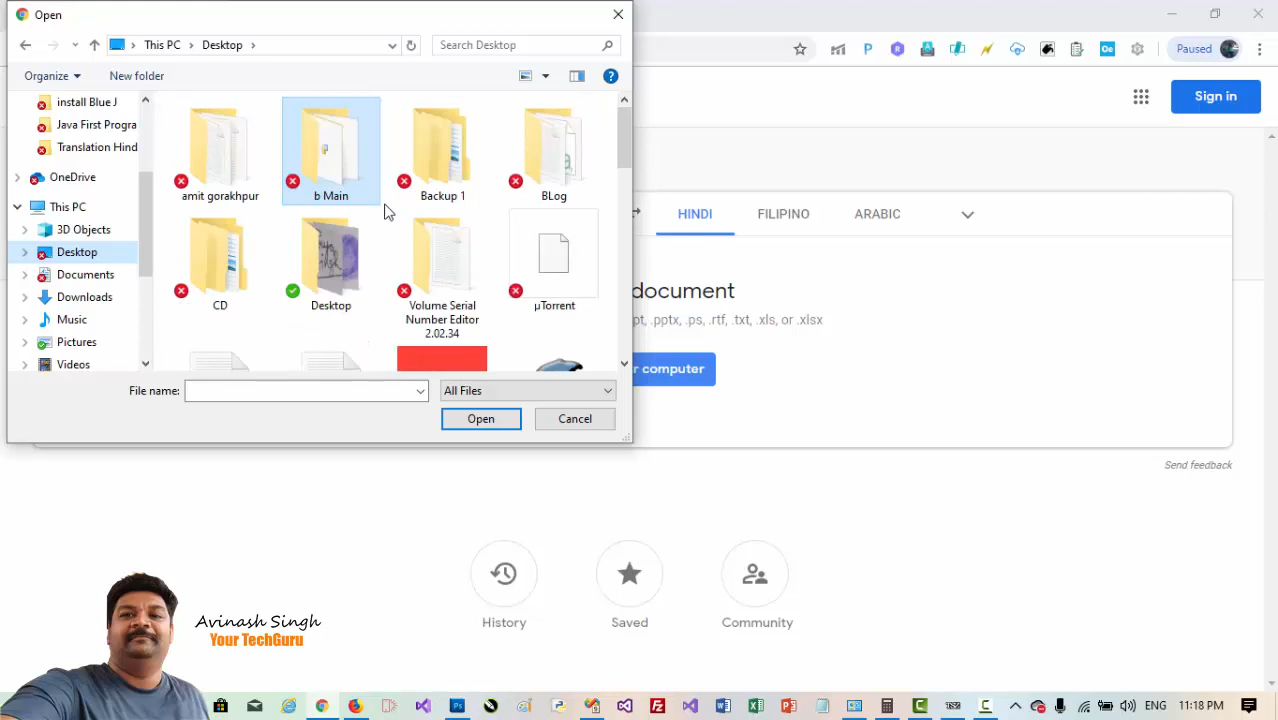 Open
This PC
Desktop
Search Desktop
Organize
New folder
install Blue J
Java First Progra
Translation Hind
OneDrive
This PC
3D Objects
Desktop
Documents
Downloads
Music
Pictures
Videos
amit gorakhpur
b Main
Backup 1
BLog
CD
Desktop
Volume Serial
Number Editor
2.02.34
µTorrent
File name:
All Files
Open
Cancel
Paused
Sign in
HINDI
FILIPINO
ARABIC
document
pt, .pptx, .ps, .rtf, .txt, .xls, or .xlsx
r computer
Send feedback
History
Saved
Community
Avinash Singh
Your TechGuru
ENG
11:18 PM